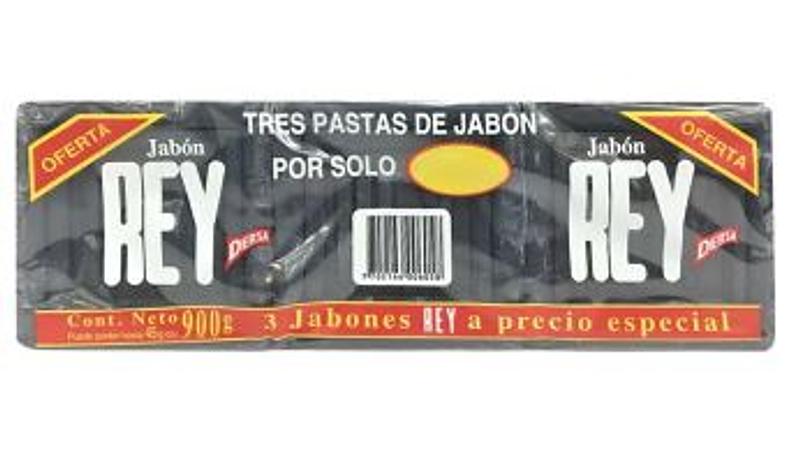 OFERTA
Jabón
REY
DERSA
TRES PASTAS DE JABÓN
POR SOLO
OFERTA
Jabón
REY
DERSA
Cont. Neto 900g
3 Jabones REY a precio especial